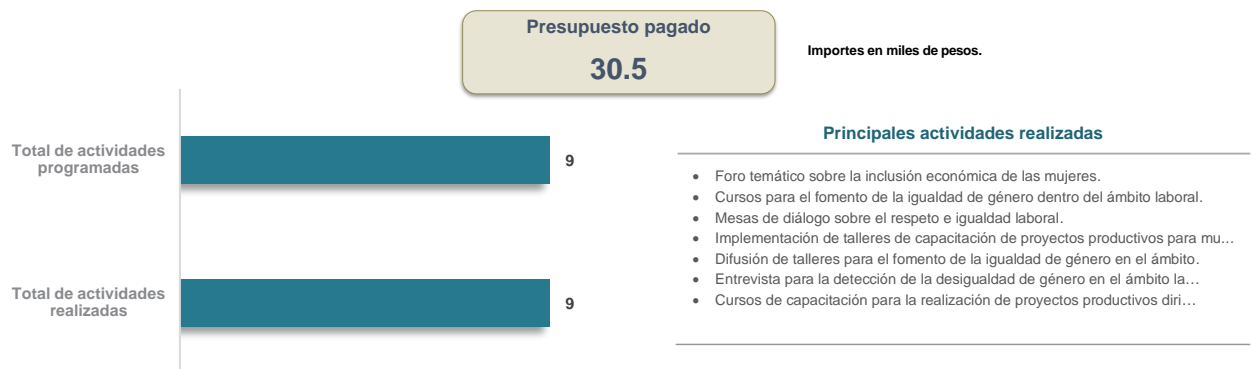 Presupuesto pagado
30.5
Importes en miles de pesos.
Total de actividades
programadas
9
Total de actividades
realizadas
9
Principales actividades realizadas
• Foro temático sobre la inclusión económica de las mujeres.
• Cursos para el fomento de la igualdad de género dentro del ámbito laboral.
• Mesas de diálogo sobre el respeto e igualdad laboral.
• Implementación de talleres de capacitación de proyectos productivos para mu...
• Difusión de talleres para el fomento de la igualdad de género en el ámbito.
• Entrevista para la detección de la desigualdad de género en el ámbito la...
• Cursos de capacitación para la realización de proyectos productivos diri...